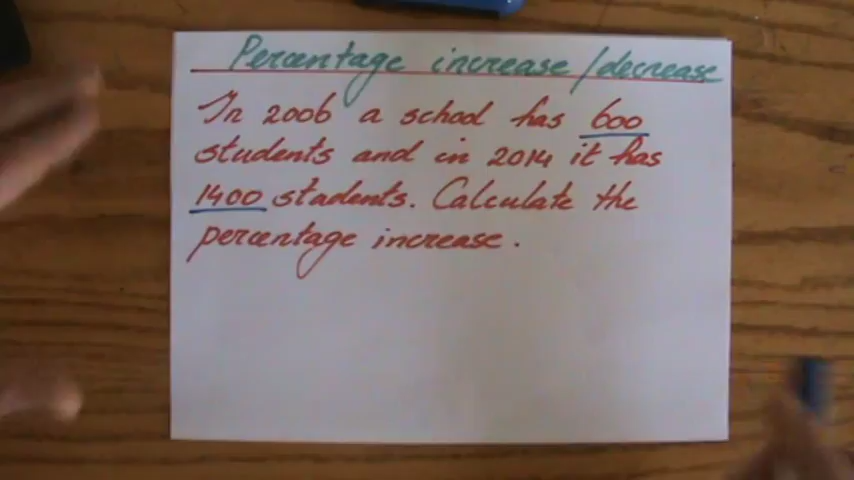 Percentage increase/decrease
In 2006 a school has 600
students and in 2014 it has
1400 students. Calculate the
percentage increase.